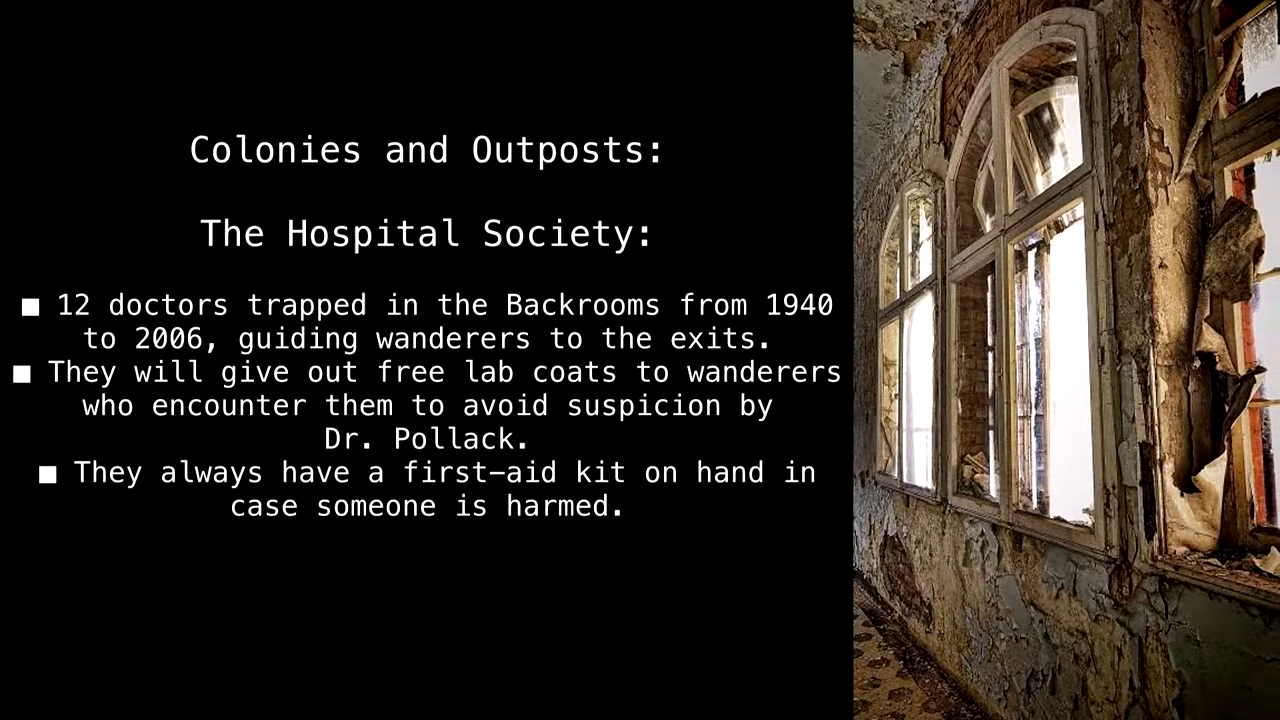 Colonies and Outposts:
The Hospital Society:
■ 12 doctors trapped in the Backrooms from 1940
to 2006, guiding wanderers to the exits.
■ They will give out free lab coats to wanderers
who encounter them to avoid suspicion by
Dr. Pollack.
■ They always have a first–aid kit on hand in
case someone is harmed.